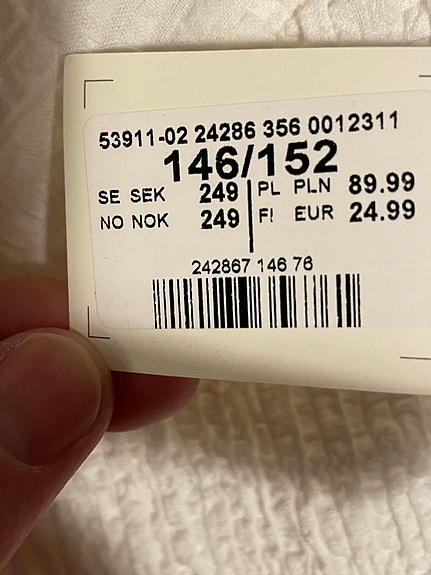 53911-02 24286 356 0012311
146/152
SE SEK 249 PL PLN 89.99
NO NOK 249 FI EUR 24.99
242867 146 76